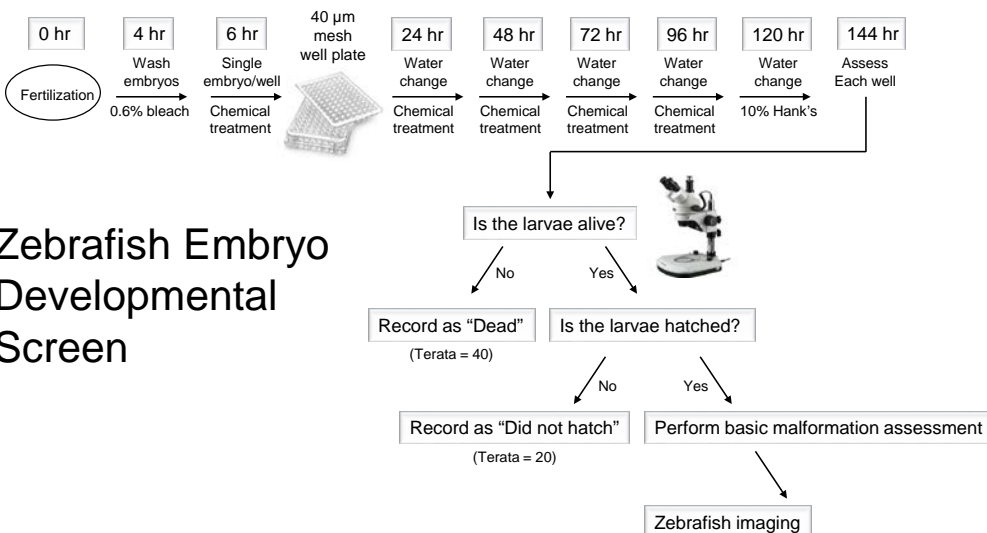 0 hr
4 hr
6 hr
40 µm
mesh
well plate
24 hr
48 hr
72 hr
96 hr
120 hr
144 hr
Fertilization
Wash
embryos
0.6% bleach
Single
embryo/well
Chemical
treatment
Water
change
Chemical
treatment
Water
change
Chemical
treatment
Water
change
Chemical
treatment
Water
change
Chemical
treatment
Water
change
10% Hank's
Assess
Each well
Zebrafish Embryo
Developmental
Screen
Is the larvae alive?
No
Yes
Record as “Dead”
(Terata = 40)
Is the larvae hatched?
No
Yes
Record as “Did not hatch”
(Terata = 20)
Perform basic malformation assessment
Zebrafish imaging